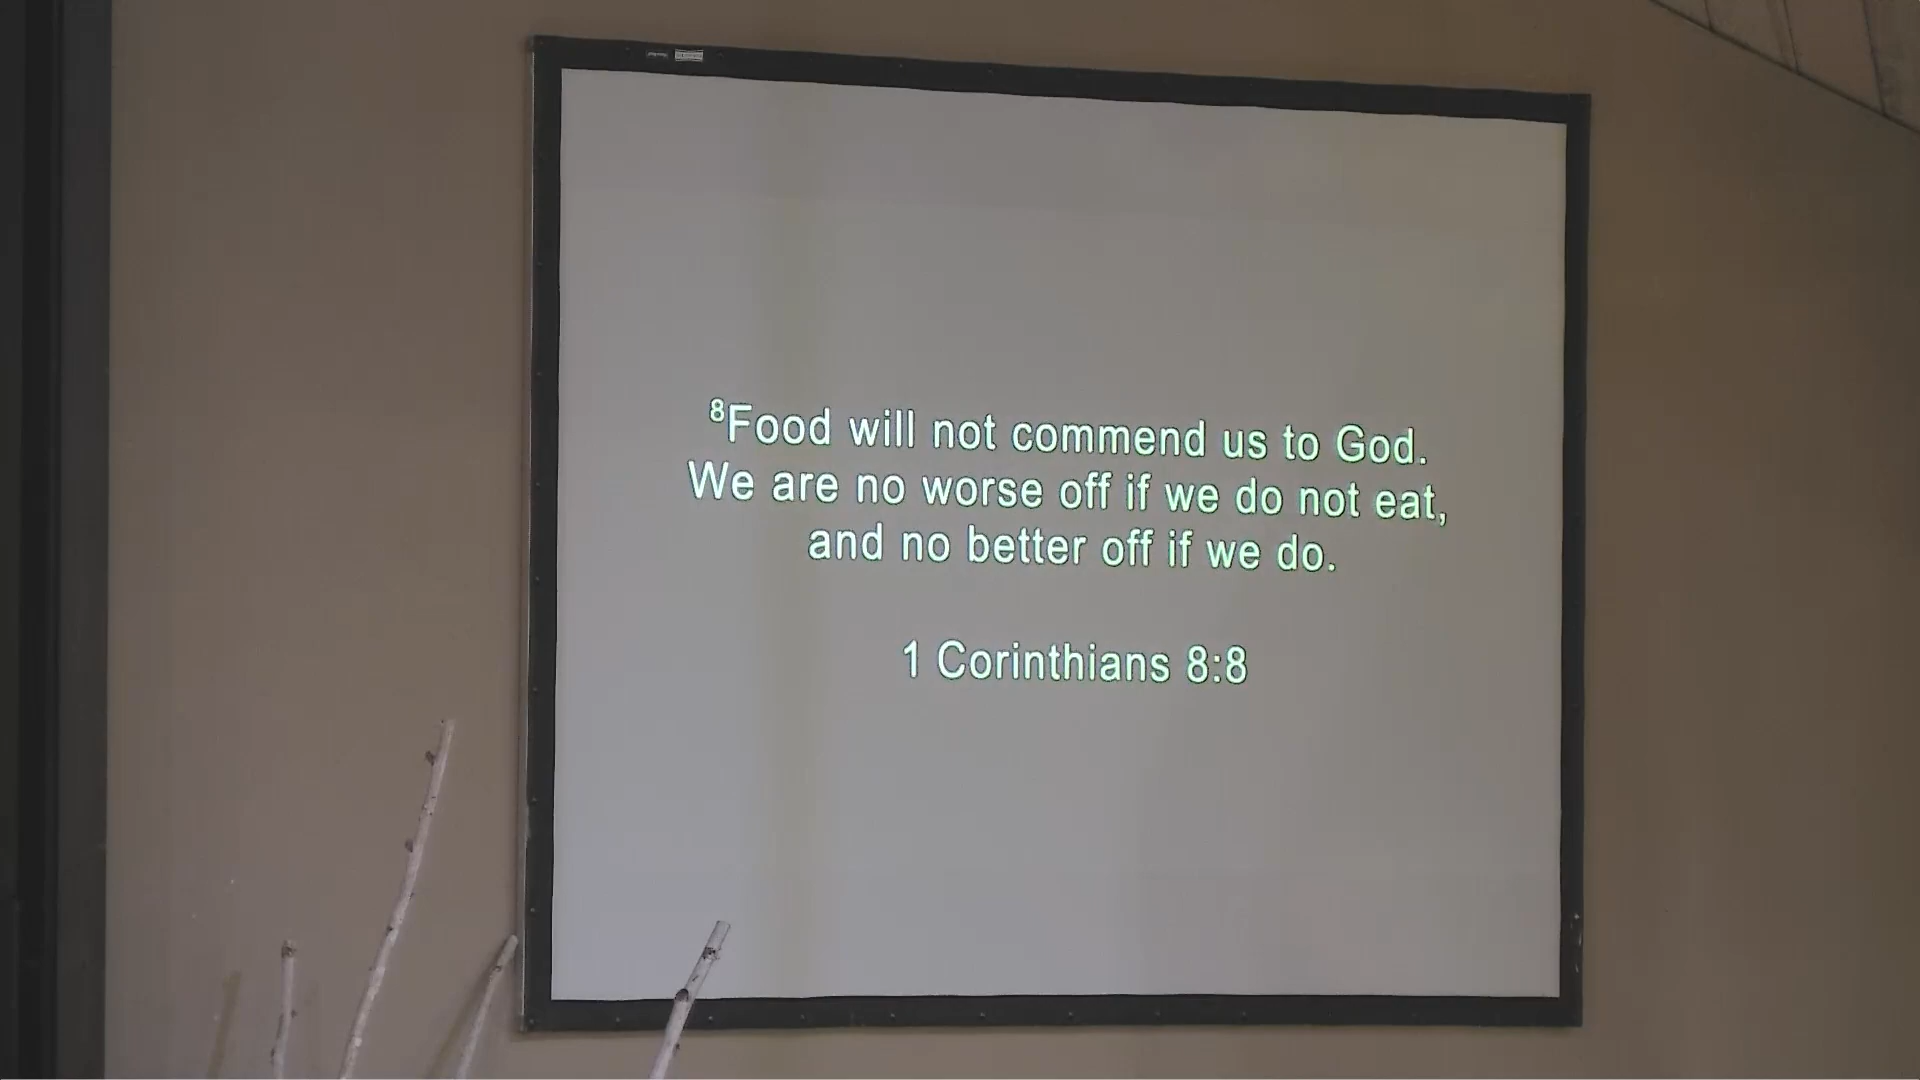 ⁸Food will not commend us to God.
We are no worse off if we do not eat,
and no better off if we do.
1 Corinthians 8:8